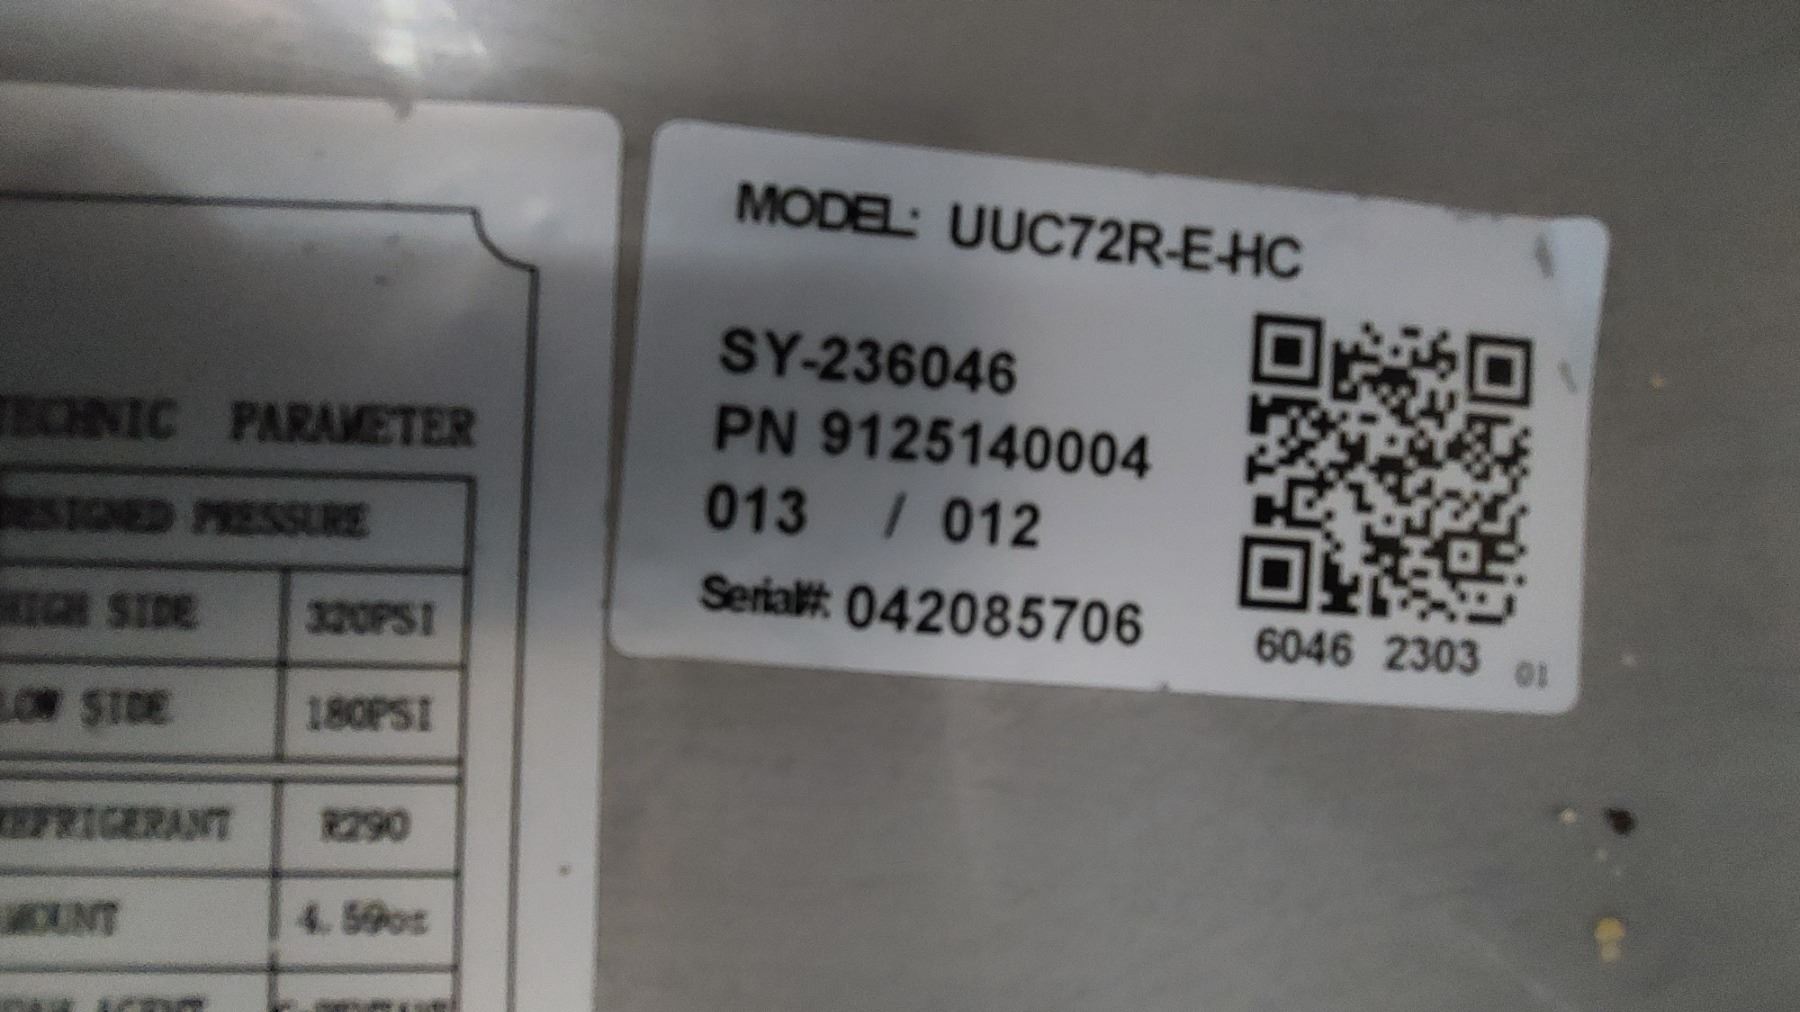 TECHNIC PARAMETER
DESIGNED PRESSURE
HIGH SIDE 320PSI
LOW SIDE 180PSI
REFRIGERANT R290
AMOUNT 4.59oz
AGENT
MODEL: UUC72R-E-HC
SY-236046
PN 9125140004
013 / 012
Serial#: 042085706
6046 2303 01